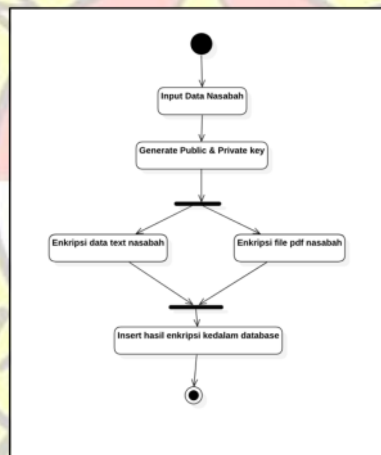 Input Data Nasabah
Generate Public & Private key
Enkripsi data text nasabah
Enkripsi file pdf nasabah
Insert hasil enkripsi kedalam database